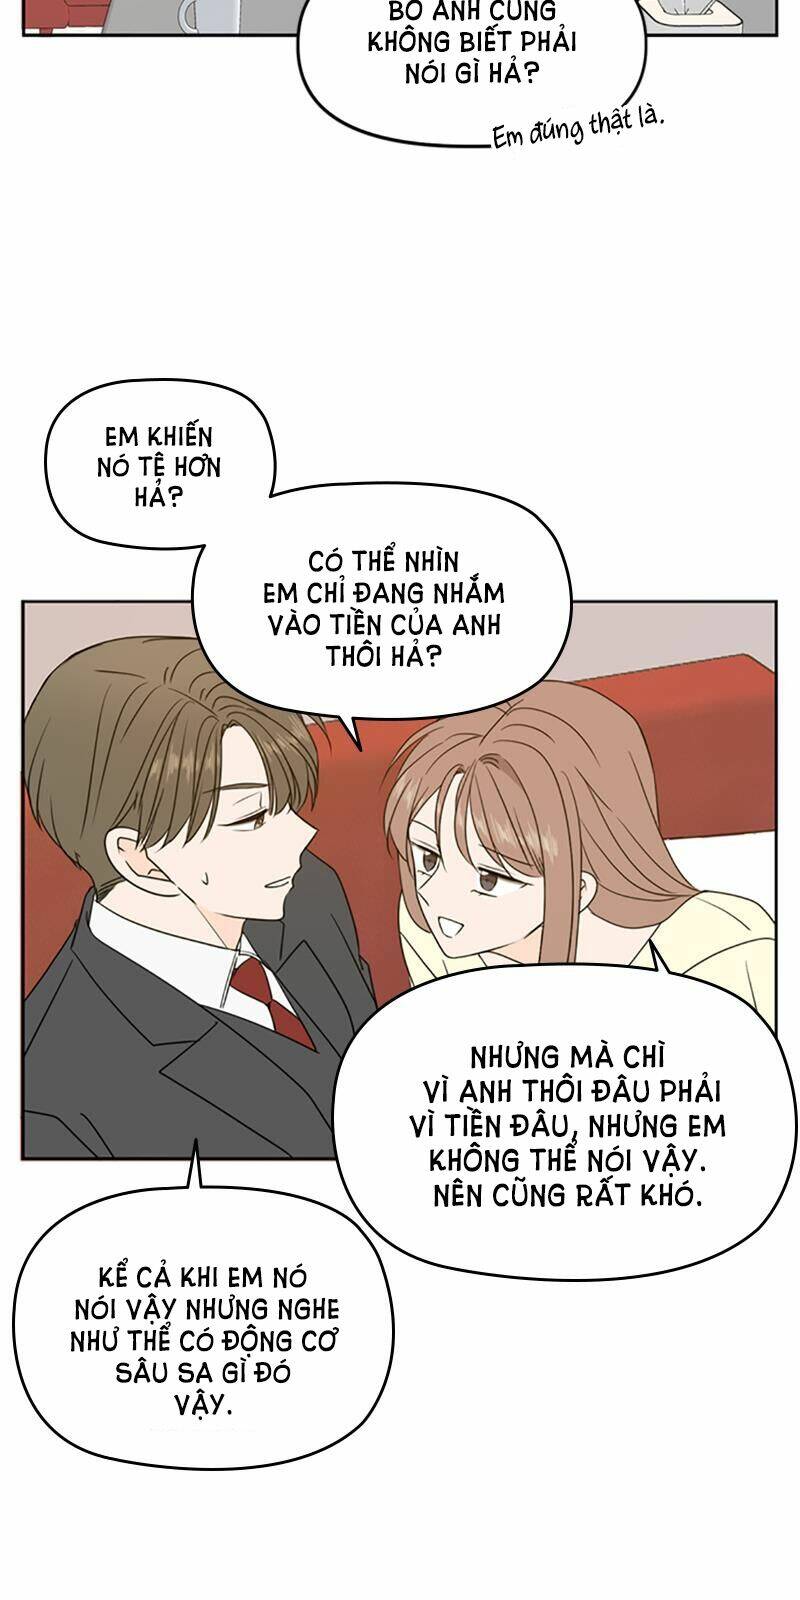 BỐ ANH CŨNG
KHÔNG BIẾT PHẢI
NÓI GÌ HẢ?
Em đúng thật là.
EM KHIẾN
NÓ TỆ HƠN
HẢ?
CÓ THỂ NHÌN
EM CHỈ ĐANG NHẮM
VÀO TIỀN CỦA ANH
THÔI HẢ?
NHƯNG MÀ CHÌ
VÌ ANH THÔI ĐÂU PHẢI
VÌ TIỀN ĐÂU, NHƯNG EM
KHÔNG THỂ NÓI VẬY.
NÊN CŨNG RẤT KHÓ.
KỂ CẢ KHI EM NÓ
NÓI VẬY NHƯNG NGHE
NHƯ THỂ CÓ ĐỘNG CƠ
SÂU SA GÌ ĐÓ
VẬY.